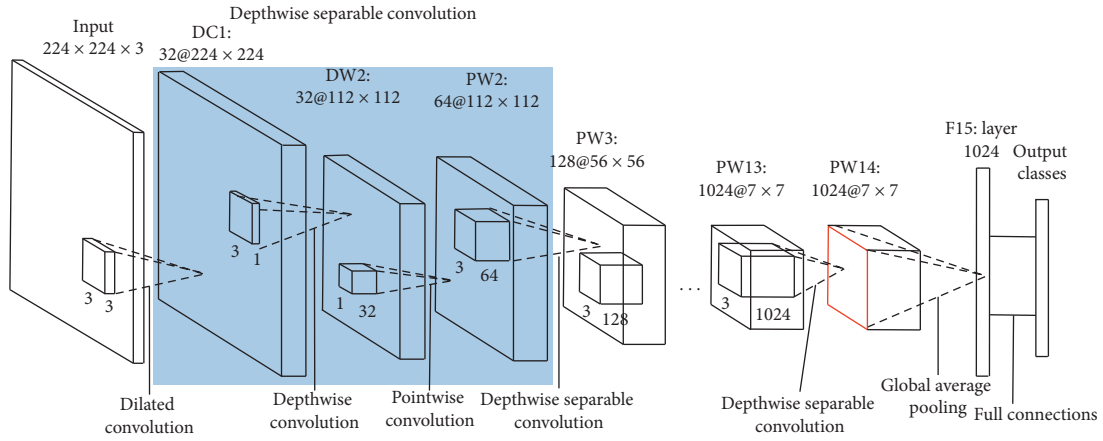 Depthwise separable convolution
Input
224 × 224 × 3
DC1:
32@224 × 224
DW2:
32@112 × 112
PW2:
64@112 × 112
PW3:
128@56 × 56
PW13:
1024@7 × 7
PW14:
1024@7 × 7
F15: layer
1024
Output
classes
3
3
3
1
1
32
3
64
3
128
...
3
1024
Dilated
convolution
Depthwise
convolution
Pointwise
convolution
Depthwise separable
convolution
Depthwise separable
convolution
Global average
pooling
Full connections